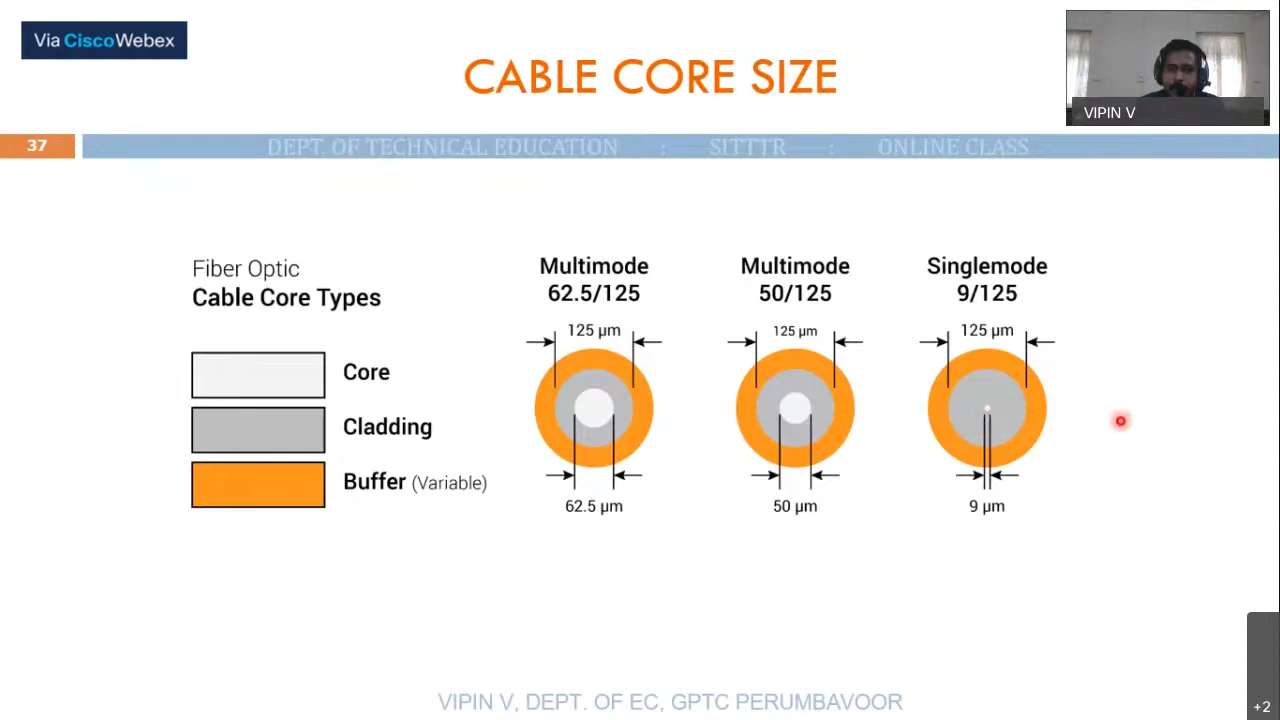 Via CiscoWebex
CABLE CORE SIZE
VIPIN V
37
DEPT. OF TECHNICAL EDUCATION : SITTTR : ONLINE CLASS
Fiber Optic
Cable Core Types
Core
Cladding
Buffer (Variable)
Multimode
62.5/125
125 µm
62.5 µm
Multimode
50/125
125 µm
50 µm
Singlemode
9/125
125 µm
9 µm
VIPIN V, DEPT. OF EC, GPTC PERUMBAVOOR
+2